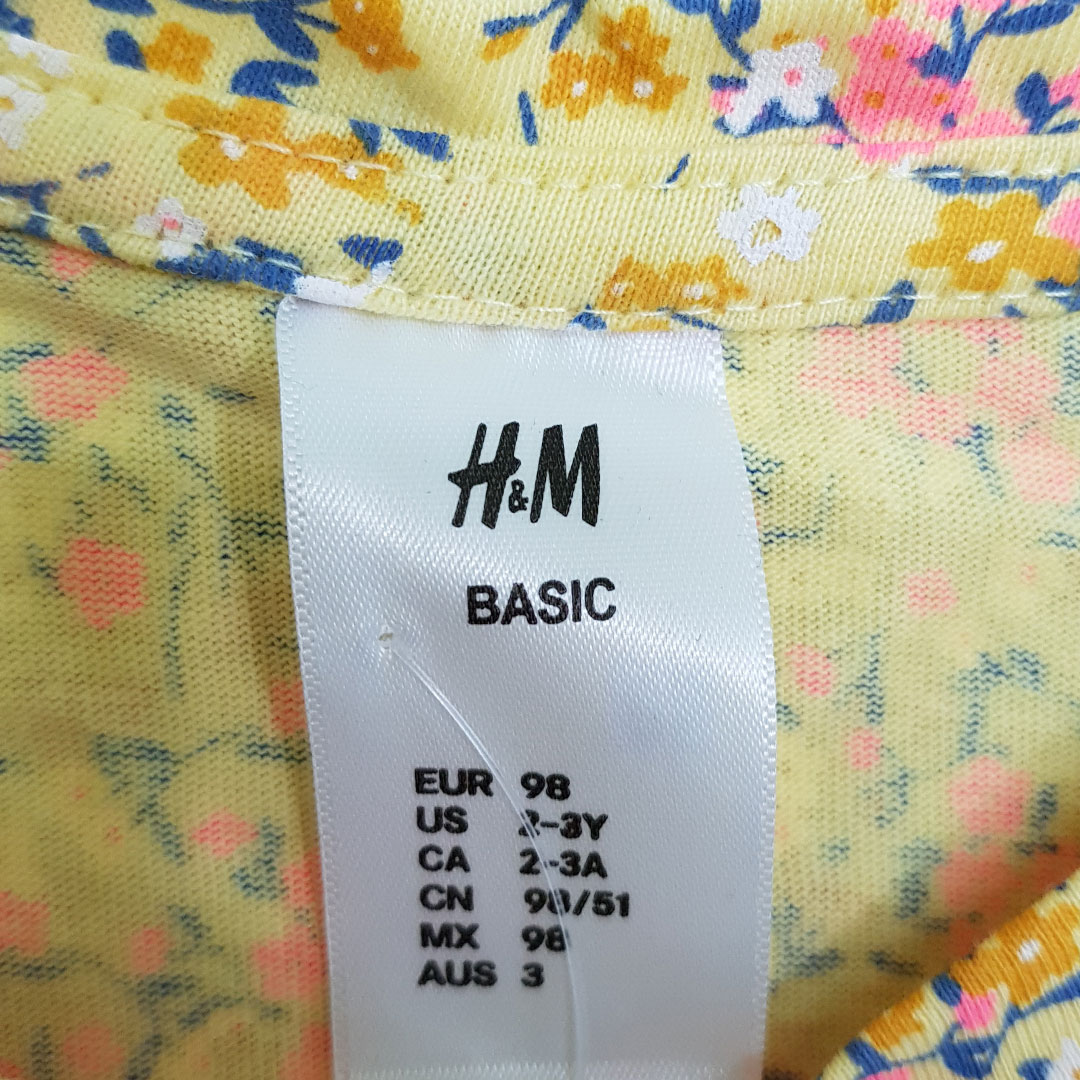 H&M
BASIC
EUR 98
US 2-3Y
CA 2-3A
CN 98/51
MX 98
AUS 3